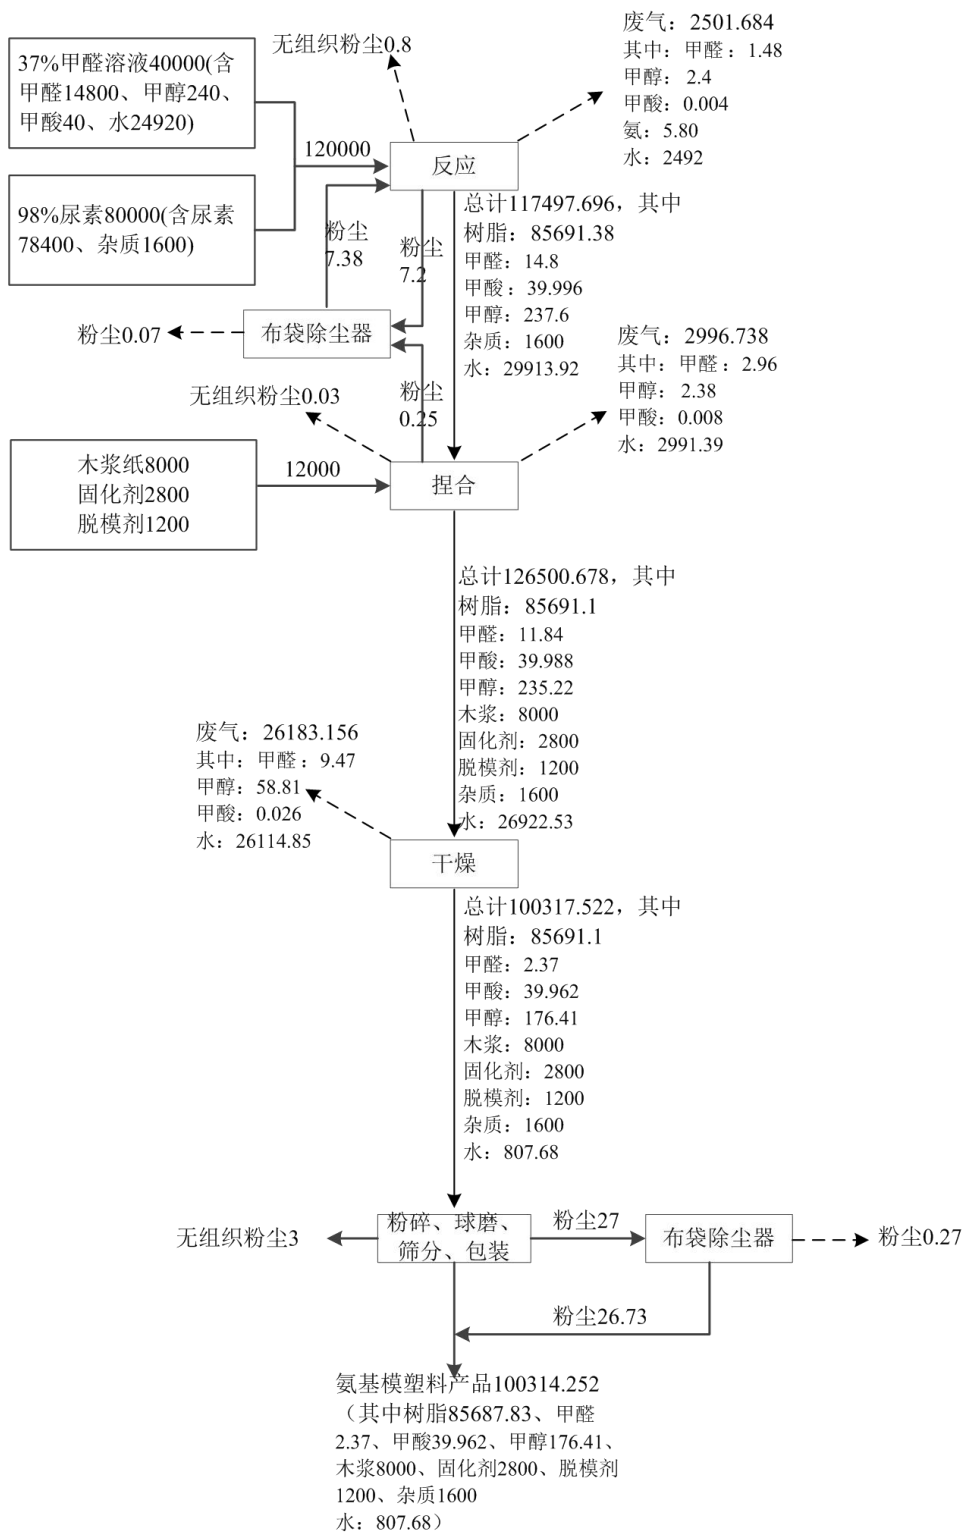 无组织粉尘0.8
废气：2501.684
其中：甲醛：1.48
甲醇：2.4
甲酸：0.004
氨：5.80
水：2492
37%甲醛溶液40000(含
甲醛14800、甲醇240、
甲酸40、水24920)
120000
反应
98%尿素80000(含尿素
78400、杂质1600)
粉尘
7.38
粉尘
7.2
总计117497.696，其中
树脂：85691.38
甲醛：14.8
甲酸：39.996
甲醇：237.6
杂质：1600
水：29913.92
粉尘0.07
布袋除尘器
废气：2996.738
其中：甲醛：2.96
甲醇：2.38
甲酸：0.008
水：2991.39
无组织粉尘0.03
粉尘
0.25
木浆纸8000
固化剂2800
脱模剂1200
12000
捏合
总计126500.678，其中
树脂：85691.1
甲醛：11.84
甲酸：39.988
甲醇：235.22
木浆：8000
固化剂：2800
脱模剂：1200
杂质：1600
水：26922.53
废气：26183.156
其中：甲醛：9.47
甲醇：58.81
甲酸：0.026
水：26114.85
干燥
总计100317.522，其中
树脂：85691.1
甲醛：2.37
甲酸：39.962
甲醇：176.41
木浆：8000
固化剂：2800
脱模剂：1200
杂质：1600
水：807.68
无组织粉尘3
粉碎、球磨、
筛分、包装
粉尘27
布袋除尘器
粉尘0.27
粉尘26.73
氨基模塑料产品100314.252
（其中树脂85687.83、甲醛
2.37、甲酸39.962、甲醇176.41、
木浆8000、固化剂2800、脱模剂
1200、杂质1600
水：807.68）